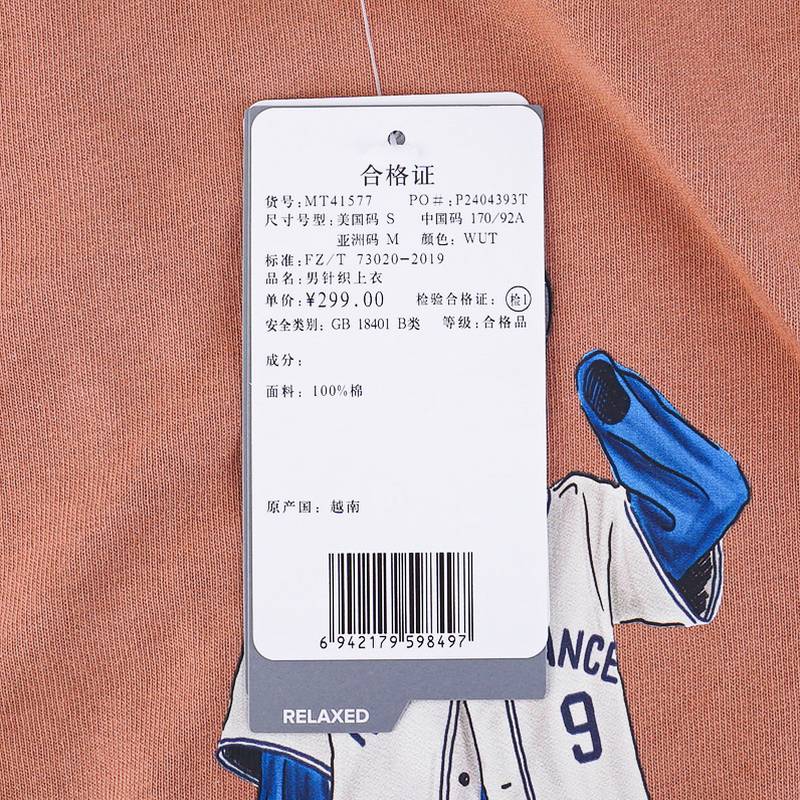 合格证
货号:MT41577 PO#:P2404393T
尺寸号型:美国码 S 中国码 170/92A
亚洲码 M 颜色: WUT
标准:FZ/T 73020-2019
品名:男针织上衣
单价:¥299.00 检验合格证: 检1
安全类别: GB 18401 B类 等级:合格品
成分:
面料: 100%棉
原产国: 越南
6 942179 598497
RELAXED
ANCE
9